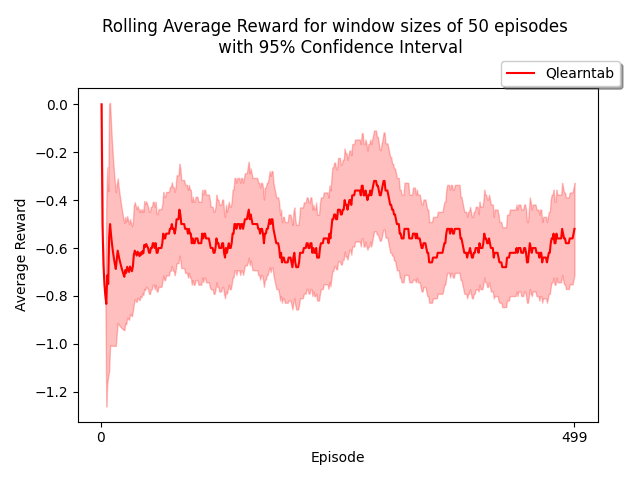 Rolling Average Reward for window sizes of 50 episodes
with 95% Confidence Interval
Qlearntab
0.0
−0.2
−0.4
−0.6
−0.8
−1.0
−1.2
Average Reward
0
499
Episode